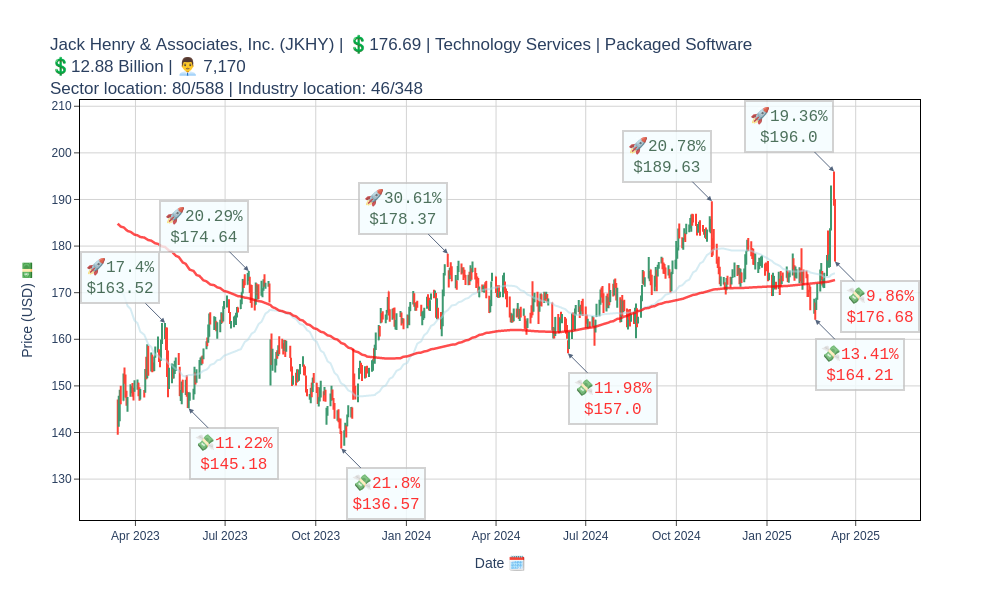 Jack Henry & Associates, Inc. (JKHY) | 💲176.69 | Technology Services | Packaged Software
💲12.88 Billion | 👨‍💼 7,170
Sector location: 80/588 | Industry location: 46/348
🚀17.4%
$163.52
🚀20.29%
$174.64
🚀30.61%
$178.37
🚀20.78%
$189.63
🚀19.36%
$196.0
💸11.22%
$145.18
💸21.8%
$136.57
💸11.98%
$157.0
💸13.41%
$164.21
💸9.86%
$176.68
210
200
190
180
170
160
150
140
130
Price (USD) 💵
Apr 2023
Jul 2023
Oct 2023
Jan 2024
Apr 2024
Jul 2024
Oct 2024
Jan 2025
Apr 2025
Date 🗓️